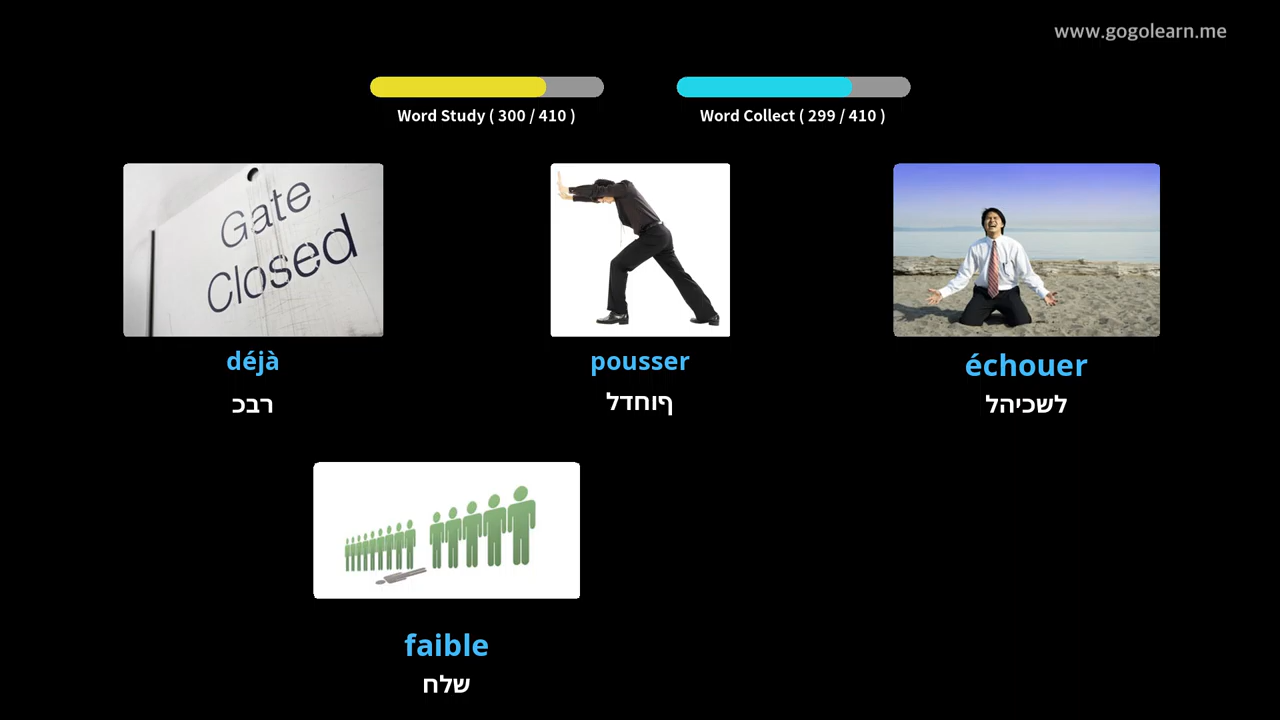 www.gogolearn.me
Word Study ( 300 / 410 )
Word Collect ( 299 / 410 )
Gate
Closed
déjà
רבכ
pousser
ףוחדל
échouer
לשכיהל
faible
שלח